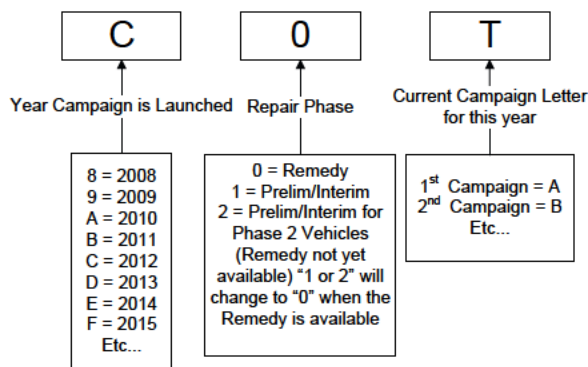 C
0
T
Year Campaign is Launched
Repair Phase
Current Campaign Letter
for this year
8 = 2008
9 = 2009
A = 2010
B = 2011
C = 2012
D = 2013
E = 2014
F = 2015
Etc...
0 = Remedy
1 = Prelim/Interim
2 = Prelim/Interim for
Phase 2 Vehicles
(Remedy not yet
available) “1 or 2” will
change to “0” when the
Remedy is available
1st Campaign = A
2nd Campaign = B
Etc...